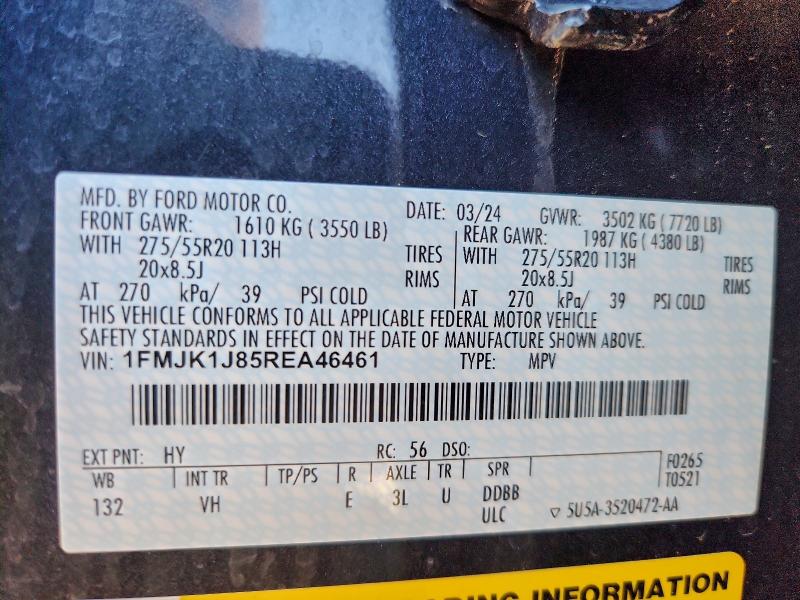 MFD. BY FORD MOTOR CO. DATE: 03/24 GVWR: 3502 KG ( 7720 LB)
FRONT GAWR: 1610 KG ( 3550 LB) REAR GAWR: 1987 KG ( 4380 LB)
WITH 275/55R20 113H TIRES WITH 275/55R20 113H TIRES
20x8.5J RIMS 20x8.5J RIMS
AT 270 kPa/ 39 PSI COLD AT 270 kPa/ 39 PSI COLD
THIS VEHICLE CONFORMS TO ALL APPLICABLE FEDERAL MOTOR VEHICLE
SAFETY STANDARDS IN EFFECT ON THE DATE OF MANUFACTURE SHOWN ABOVE.
VIN: 1FMJK1J85REA46461 TYPE: MPV
EXT PNT: HY RC: 56 DSO:
WB INT TR TP/PS R AXLE TR SPR F0265
132 VH E 3L U DDBB T0521
ULC ▽ 5U5A-3520472-AA
INFORMATION